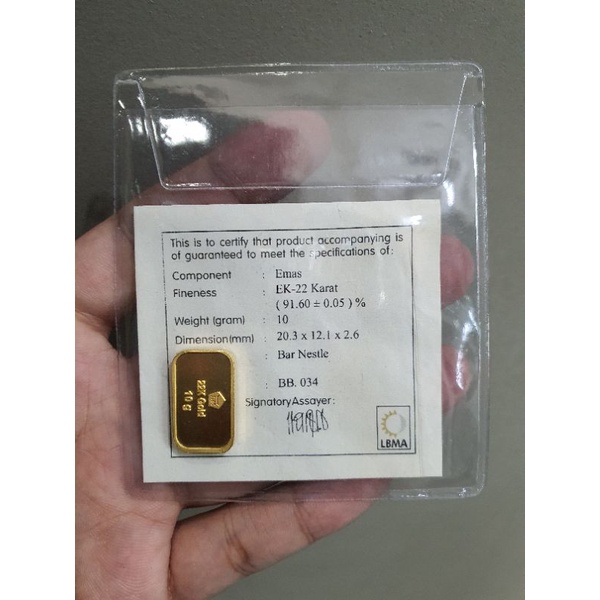 This is to certify that product accompanying is
of guaranteed to meet the specifications of:
Component : Emas
Fineness : EK-22 Karat
( 91.60 ± 0.05 ) %
Weight (gram) : 10
Dimension(mm) : 20.3 x 12.1 x 2.6
: Bar Nestle
: BB. 034
SignatoryAssayer:
LBMA
22K Gold
10 g